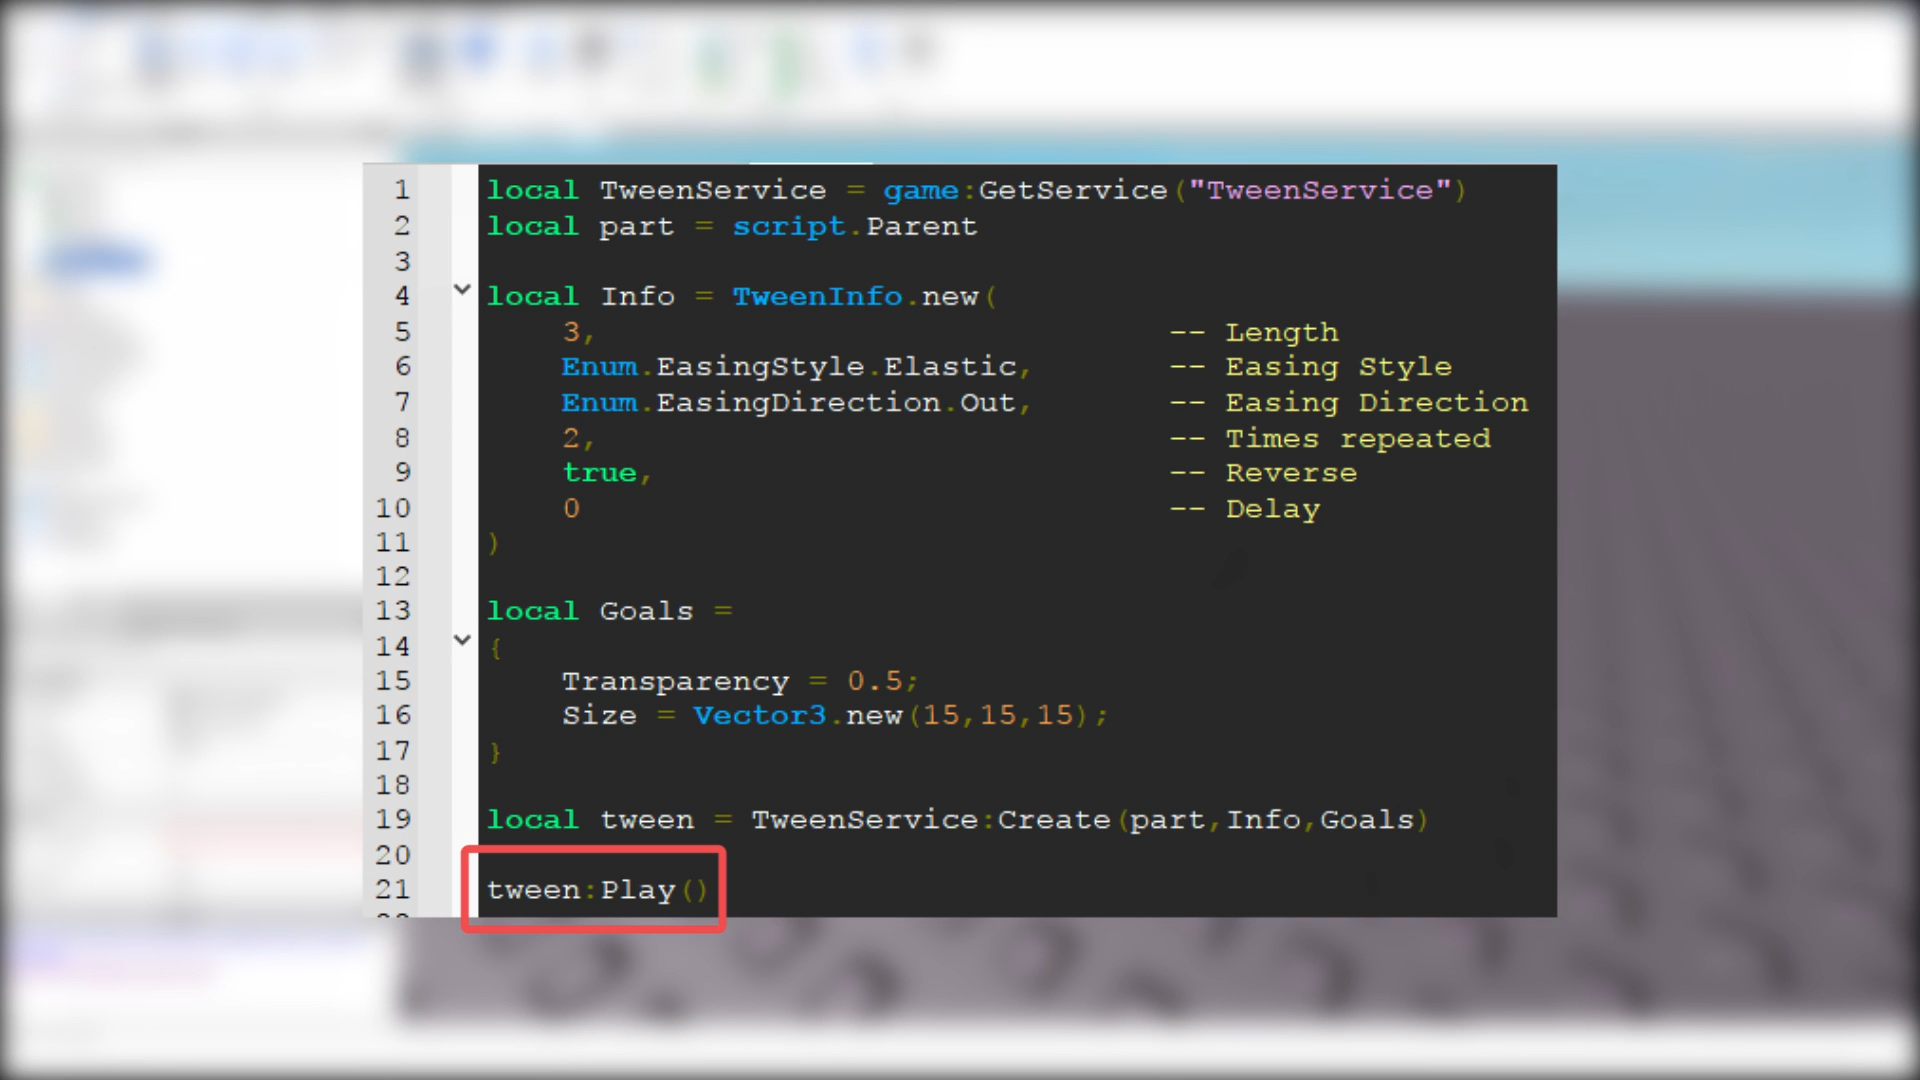 1 local TweenService = game:GetService("TweenService")
2 local part = script.Parent
3
4 local Info = TweenInfo.new(
5 3, -- Length
6 Enum.EasingStyle.Elastic, -- Easing Style
7 Enum.EasingDirection.Out, -- Easing Direction
8 2, -- Times repeated
9 true, -- Reverse
10 0 -- Delay
11 )
12
13 local Goals =
14 {
15 Transparency = 0.5;
16 Size = Vector3.new(15,15,15);
17 }
18
19 local tween = TweenService:Create(part,Info,Goals)
20
21 tween:Play()